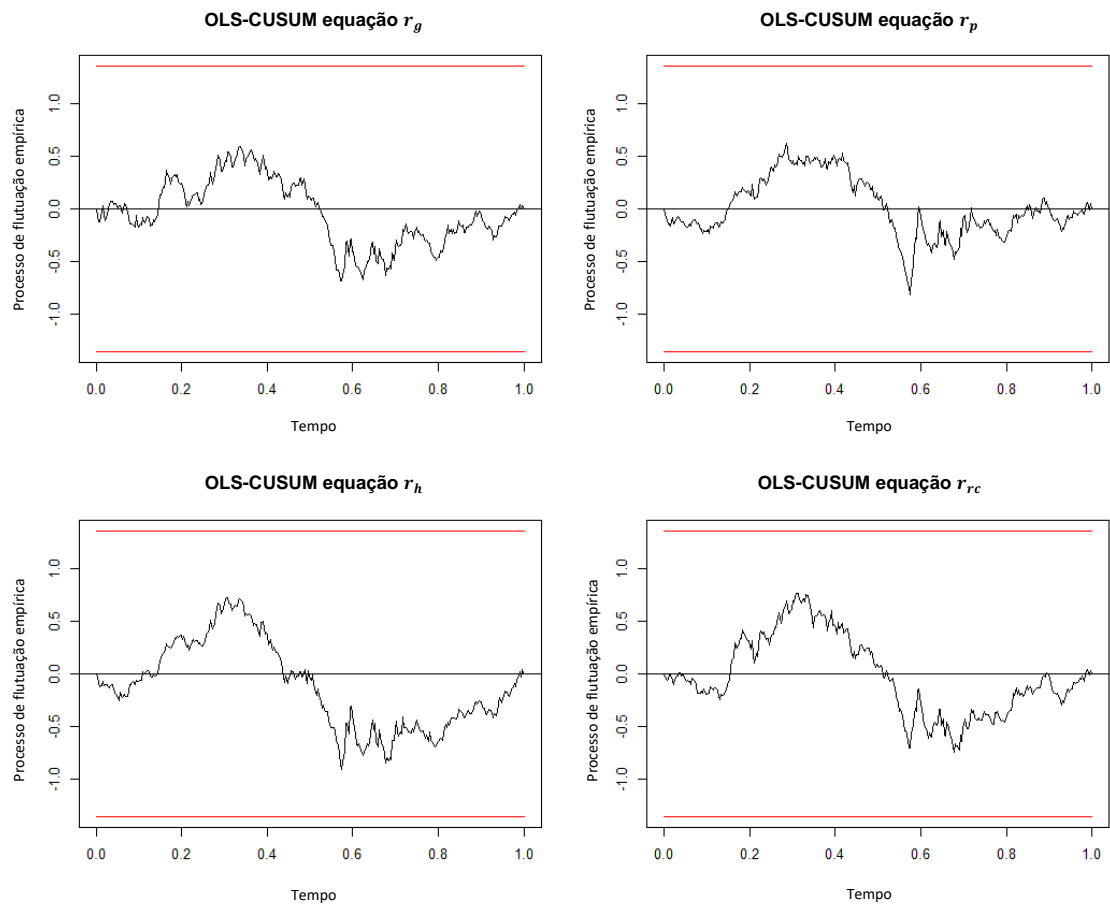 OLS-CUSUM equação r_g
OLS-CUSUM equação r_p
Processo de flutuação empírica
1.0
0.5
0.0
-0.5
-1.0
0.0 0.2 0.4 0.6 0.8 1.0
Tempo
Processo de flutuação empírica
1.0
0.5
0.0
-0.5
-1.0
0.0 0.2 0.4 0.6 0.8 1.0
Tempo
OLS-CUSUM equação r_h
OLS-CUSUM equação r_rc
Processo de flutuação empírica
1.0
0.5
0.0
-0.5
-1.0
0.0 0.2 0.4 0.6 0.8 1.0
Tempo
Processo de flutuação empírica
1.0
0.5
0.0
-0.5
-1.0
0.0 0.2 0.4 0.6 0.8 1.0
Tempo